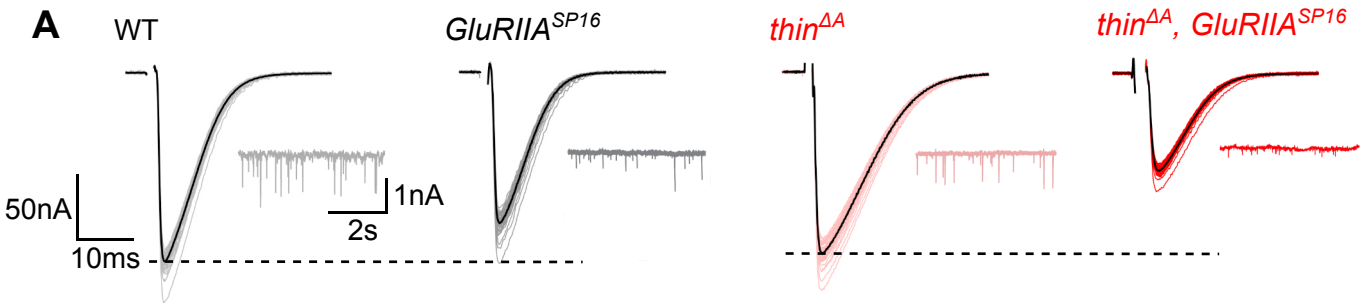 A
WT
GluRIIA^SP16
thin^ΔA
thin^ΔA, GluRIIA^SP16
50nA
10ms
1nA
2s